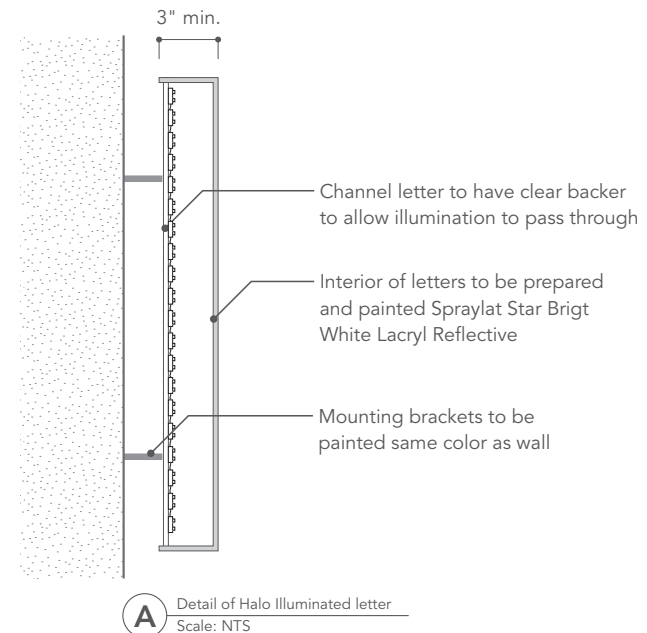 3" min.
Channel letter to have clear backer
to allow illumination to pass through
Interior of letters to be prepared
and painted Spraylat Star Brigt
White Lacryl Reflective
Mounting brackets to be
painted same color as wall
A
Detail of Halo Illuminated letter
Scale: NTS